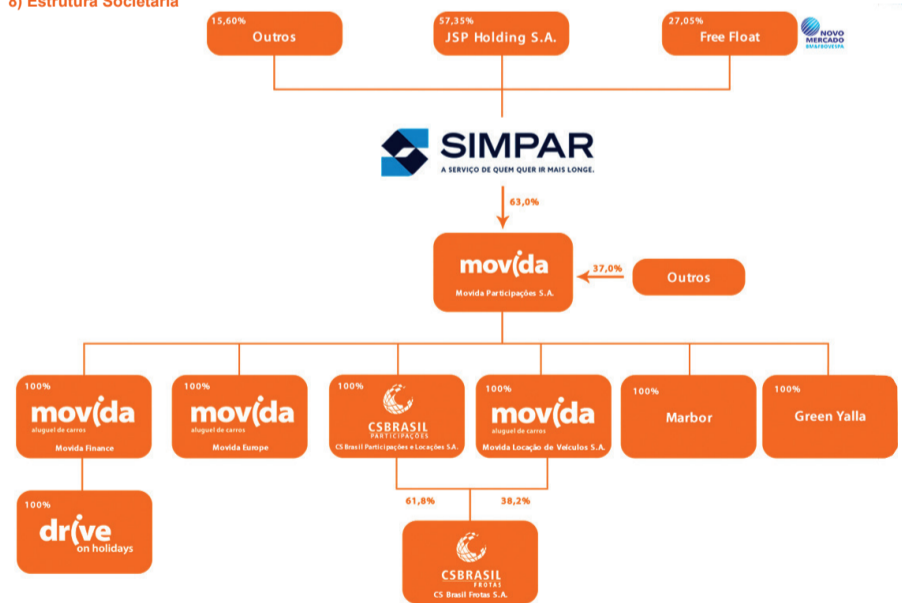 8) Estrutura Societária
15,60%
Outros
57,35%
JSP Holding S.A.
27,05%
Free Float
NOVO
MERCADO
BM&FBOVESPA
SIMPAR
A SERVIÇO DE QUEM QUER IR MAIS LONGE.
63,0%
movida
Movida Participações S.A.
37,0%
Outros
100%
movida
aluguel de carros
Movida Finance
100%
movida
aluguel de carros
Movida Europe
100%
CSBRASIL
PARTICIPAÇÕES
CS Brasil Participações e Locações S.A.
100%
movida
aluguel de carros
Movida Locação de Veículos S.A.
100%
Marbor
100%
Green Yalla
100%
drive
on holidays
61,8%
38,2%
CSBRASIL
FROTAS
CS Brasil Frotas S.A.